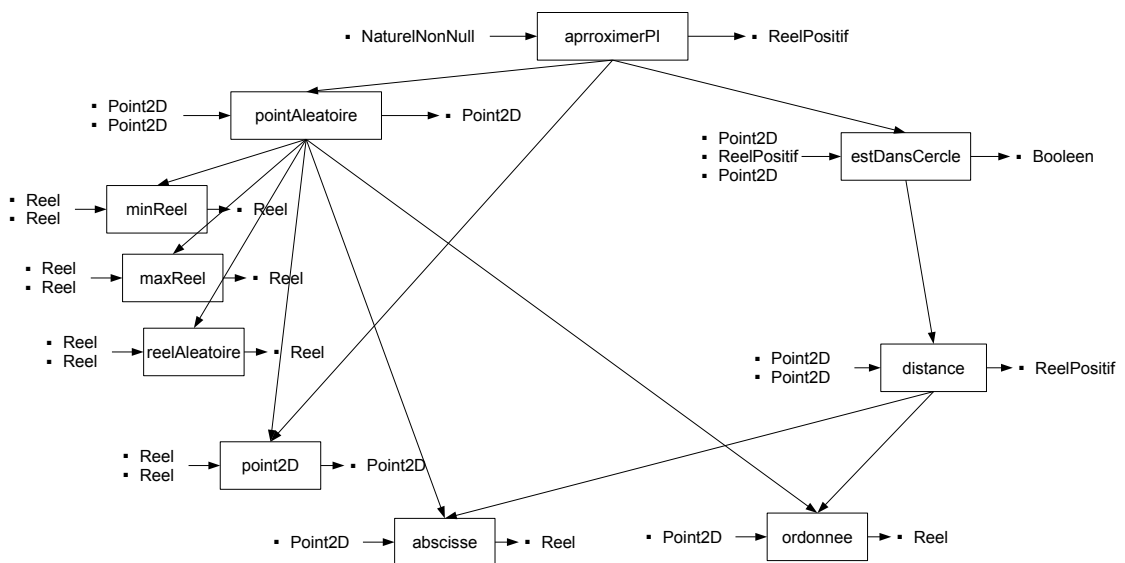 ▪ NaturelNonNull aprroximerPI ▪ ReelPositif
▪ Point2D
▪ Point2D
pointAleatoire ▪ Point2D
▪ Point2D
▪ ReelPositif
▪ Point2D
estDansCercle ▪ Booleen
▪ Reel
▪ Reel
minReel ▪ Reel
▪ Reel
▪ Reel
maxReel ▪ Reel
▪ Reel
▪ Reel
reelAleatoire ▪ Reel
▪ Point2D
▪ Point2D
distance ▪ ReelPositif
▪ Reel
▪ Reel
point2D ▪ Point2D
▪ Point2D abscisse ▪ Reel
▪ Point2D ordonnee ▪ Reel